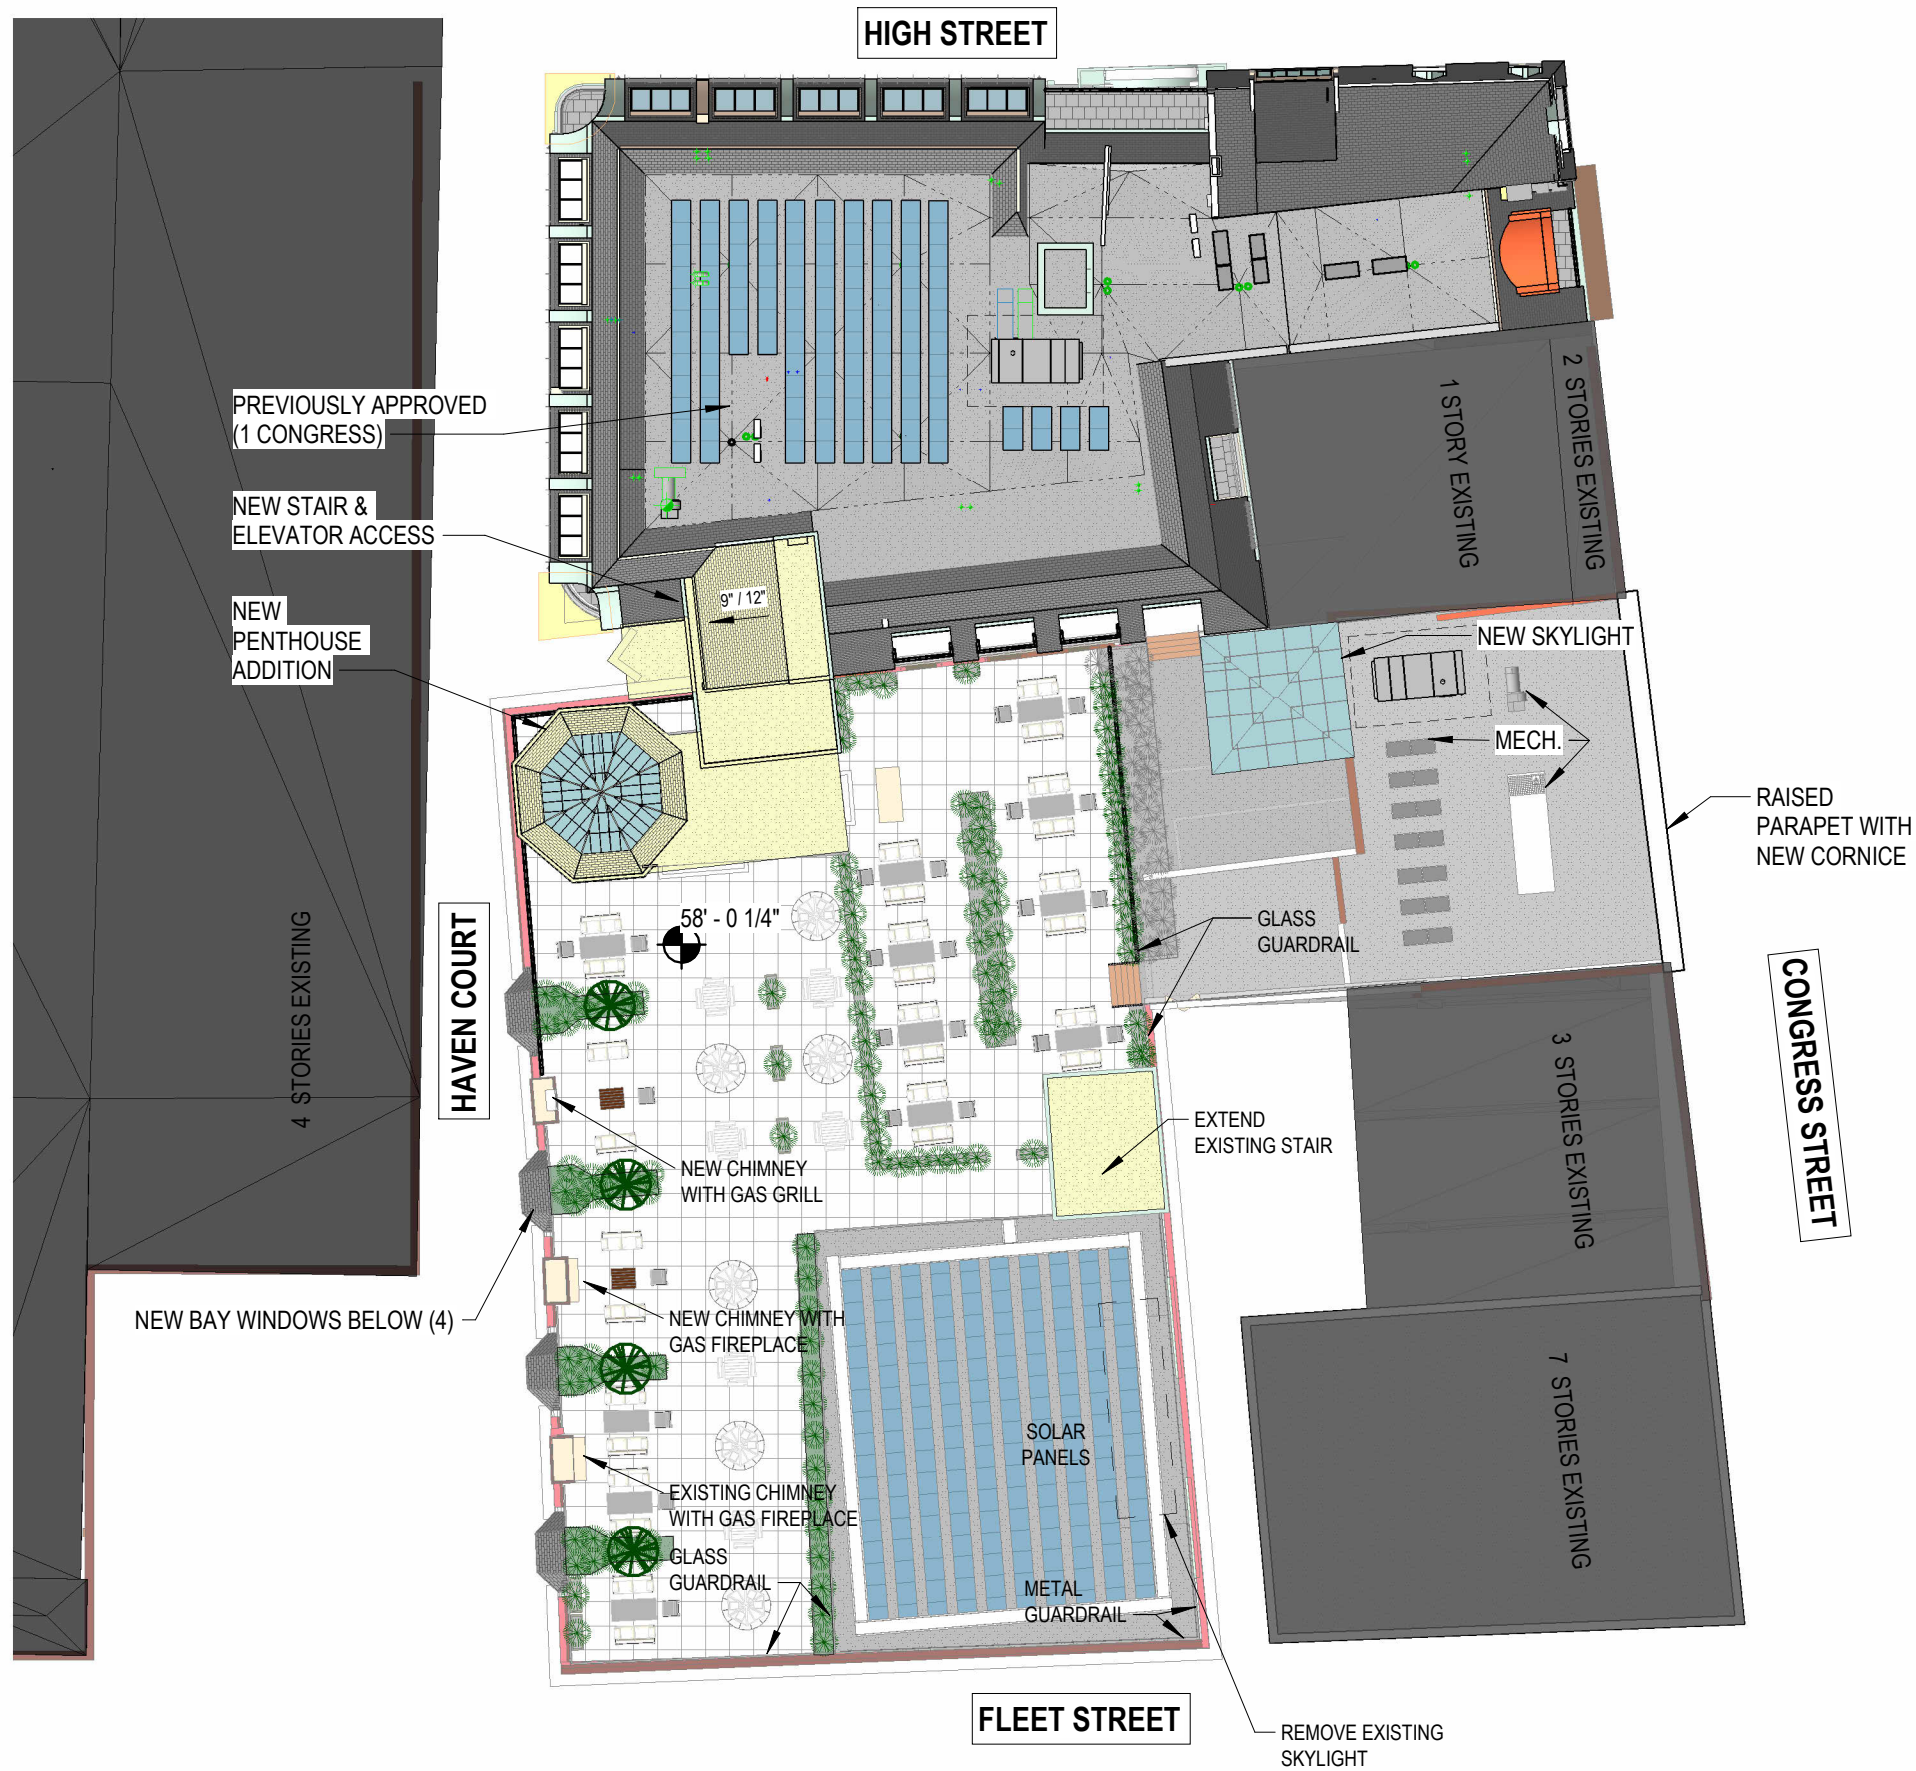 HIGH STREET
PREVIOUSLY APPROVED
(1 CONGRESS)
NEW STAIR &
ELEVATOR ACCESS
9" / 12"
NEW
PENTHOUSE
ADDITION
1 STORY EXISTING
2 STORIES EXISTING
NEW SKYLIGHT
MECH.
RAISED
PARAPET WITH
NEW CORNICE
58' - 0 1/4"
GLASS
GUARDRAIL
HAVEN COURT
4 STORIES EXISTING
CONGRESS STREET
3 STORIES EXISTING
EXTEND
EXISTING STAIR
NEW CHIMNEY
WITH GAS GRILL
NEW BAY WINDOWS BELOW (4)
NEW CHIMNEY WITH
GAS FIREPLACE
7 STORIES EXISTING
SOLAR
PANELS
EXISTING CHIMNEY
WITH GAS FIREPLACE
GLASS
GUARDRAIL
METAL
GUARDRAIL
FLEET STREET
REMOVE EXISTING
SKYLIGHT